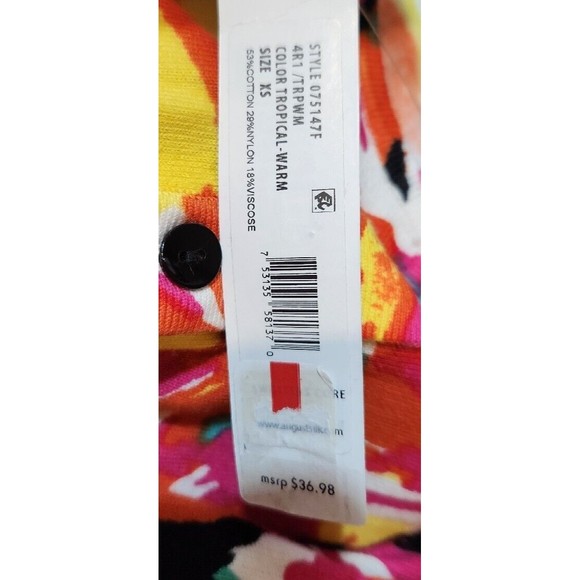 STYLE 075147F
4R1 /TRPWM
COLOR TROPICAL-WARM
SIZE XS
53%COTTON 29%NYLON 18%VISCOSE
7 53135 58137 0
msrp $36.98